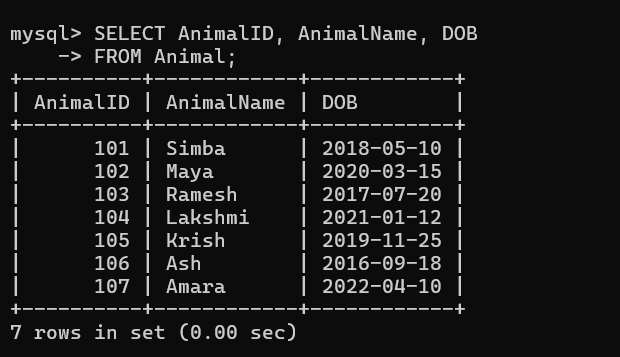 mysql> SELECT AnimalID, AnimalName, DOB
    -> FROM Animal;
+----------+------------+------------+
| AnimalID | AnimalName | DOB        |
+----------+------------+------------+
|      101 | Simba      | 2018-05-10 |
|      102 | Maya       | 2020-03-15 |
|      103 | Ramesh     | 2017-07-20 |
|      104 | Lakshmi    | 2021-01-12 |
|      105 | Krish      | 2019-11-25 |
|      106 | Ash        | 2016-09-18 |
|      107 | Amara      | 2022-04-10 |
+----------+------------+------------+
7 rows in set (0.00 sec)